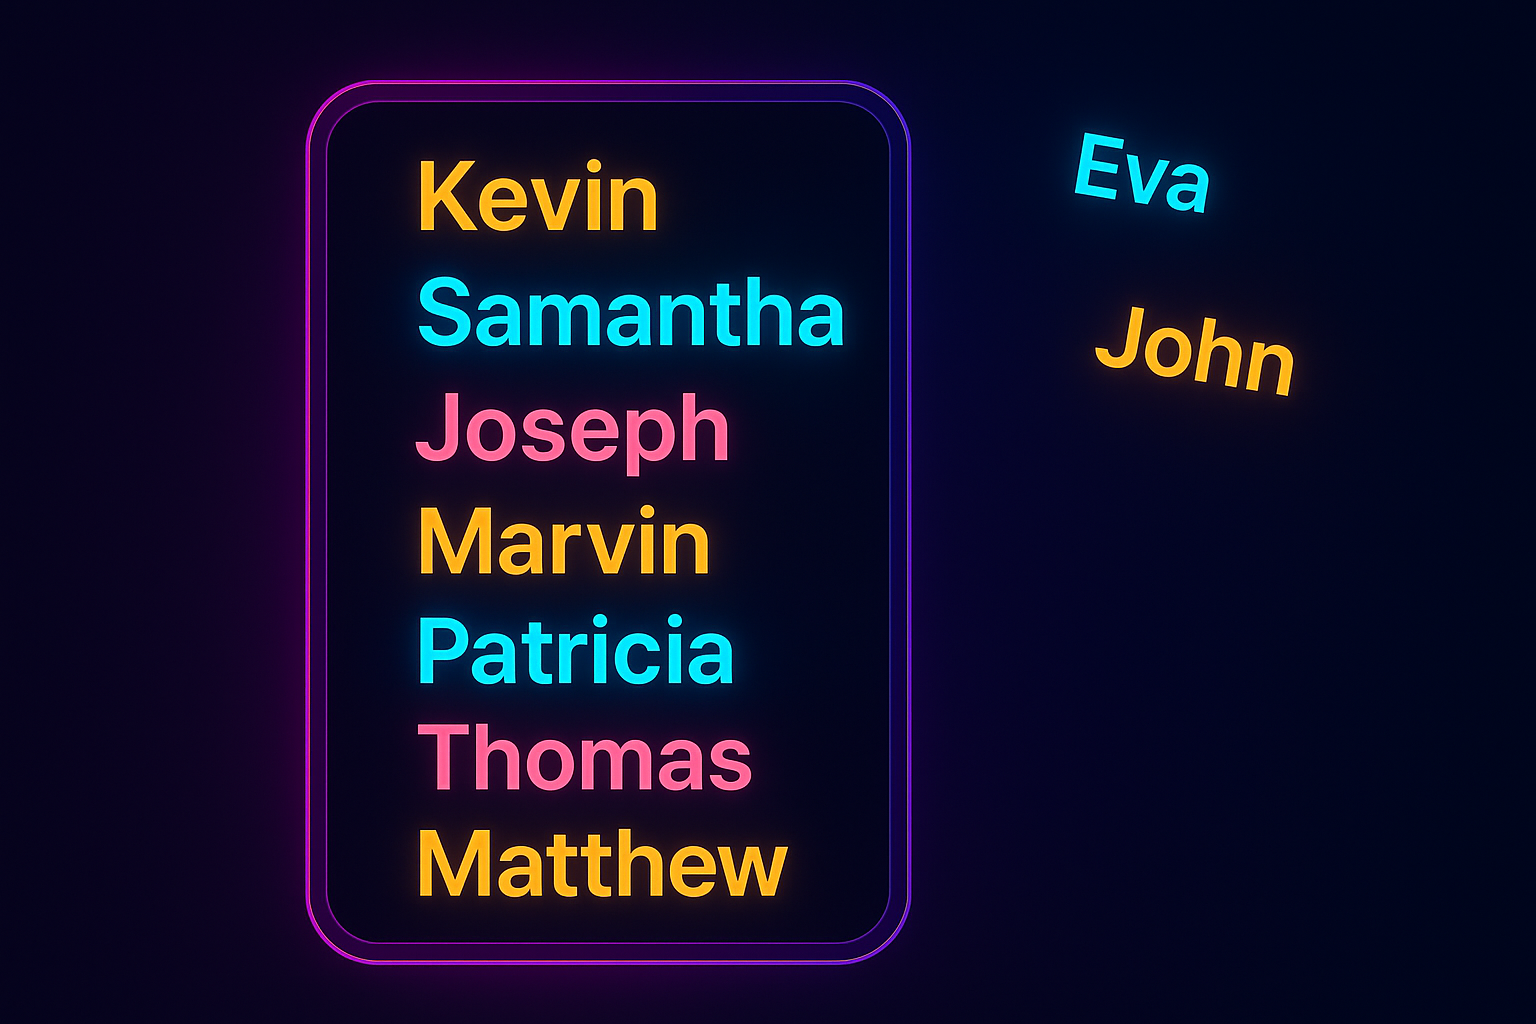 Kevin
Samantha
Joseph
Marvin
Patricia
Thomas
Matthew
Eva
John